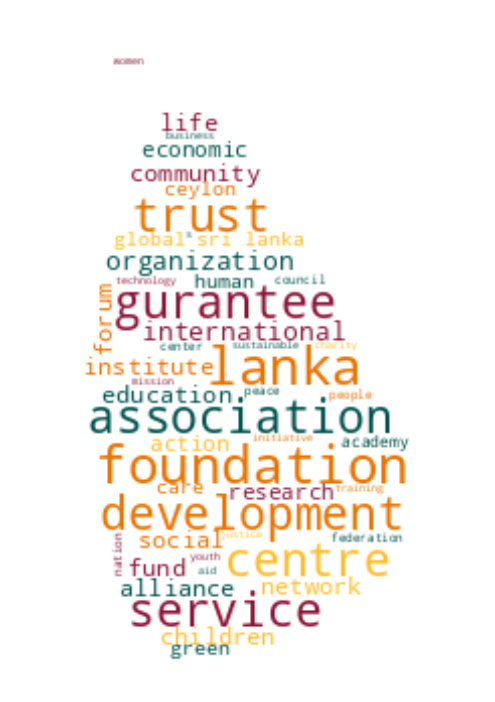 women
life
business
economic
community
ceylon
trust
global s sri lanka
organization
technology human council
forum
gurantee
international
center sustainable charity
institute lanka
mission
education peace people
association
action initiative academy
foundation
care research training
development
social justice federation
nation
fund youth centre
aid
alliance network
service
children
green